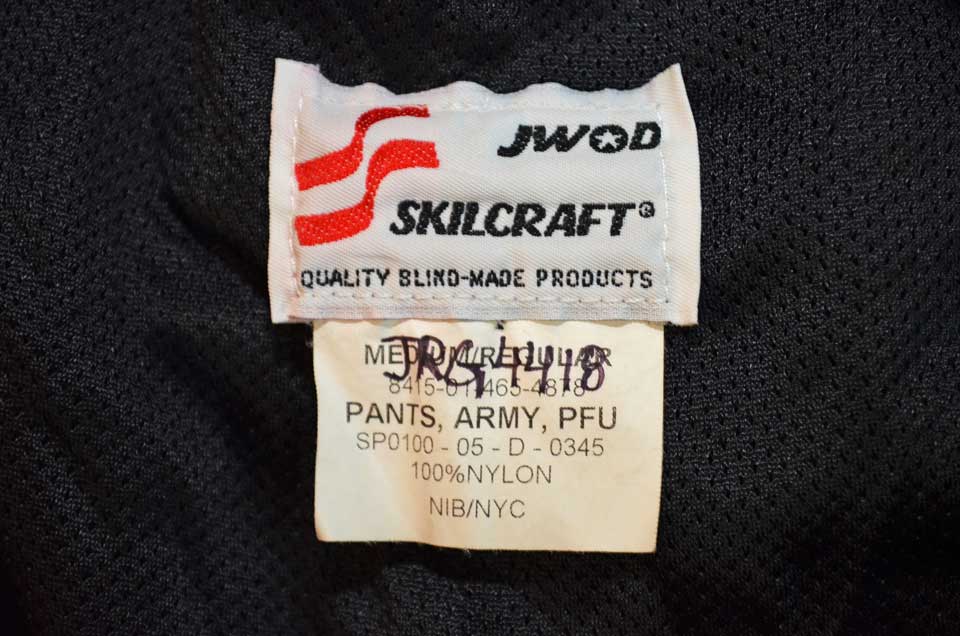 JWOD
SKILCRAFT®
QUALITY BLIND-MADE PRODUCTS
MEDIUM/REGULAR
JRG4418
8415-01-465-4878
PANTS, ARMY, PFU
SP0100 - 05 - D - 0345
100%NYLON
NIB/NYC